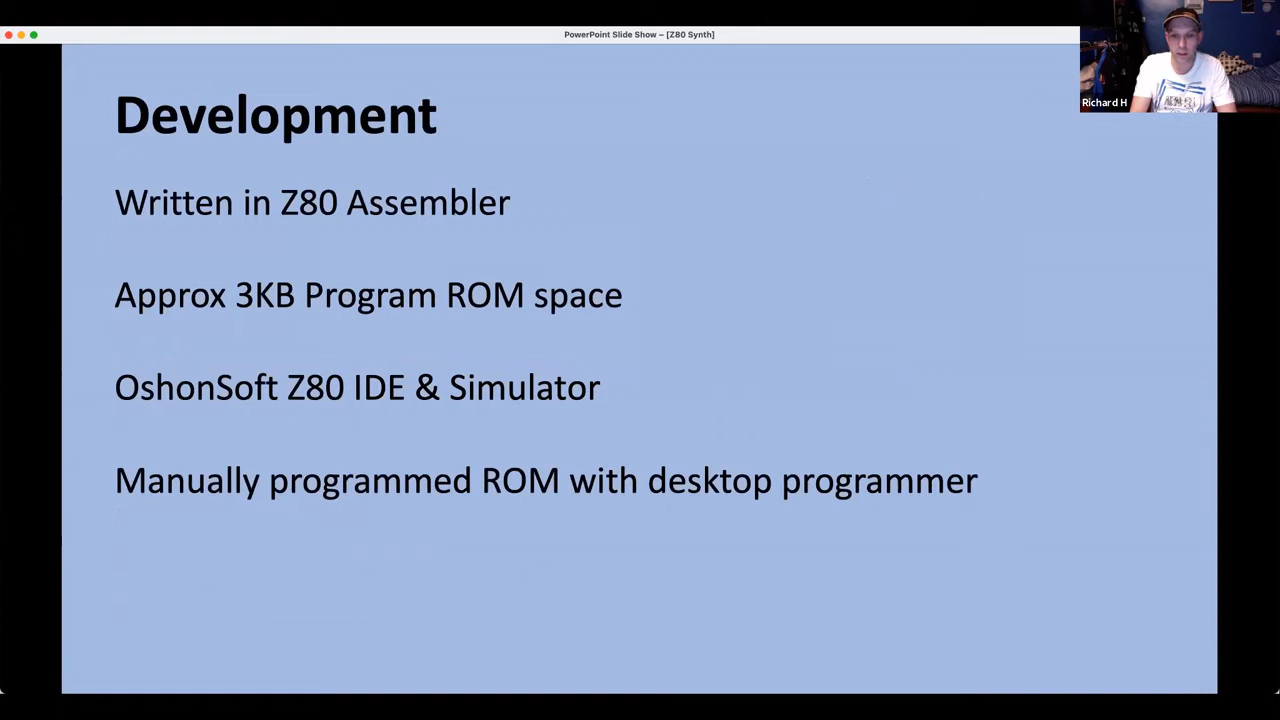 PowerPoint Slide Show – [Z80 Synth]
Richard H
Development
Written in Z80 Assembler
Approx 3KB Program ROM space
OshonSoft Z80 IDE & Simulator
Manually programmed ROM with desktop programmer